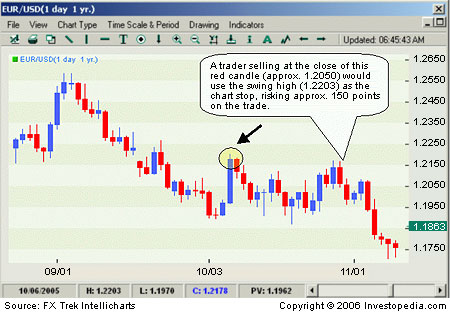 EUR/USD(1 day 1 yr.)
File View Chart Type Time Scale & Period Drawing Indicators
Updated: 06:45:43 AM
EUR/USD(1 day 1 yr.)
A trader selling at the close of this
red candle (approx. 1.2050) would
use the swing high (1.2203) as the
chart stop, risking approx. 150 points
on the trade.
1.2650
1.2550
1.2450
1.2350
1.2250
1.2150
1.2050
1.1950
1.1863
1.1750
09/01 10/03 11/01
10/06/2005 H: 1.2203 L: 1.1970 C: 1.2178 PV: 1.1962
Source: FX Trek Intellicharts Copyright © 2006 Investopedia.com